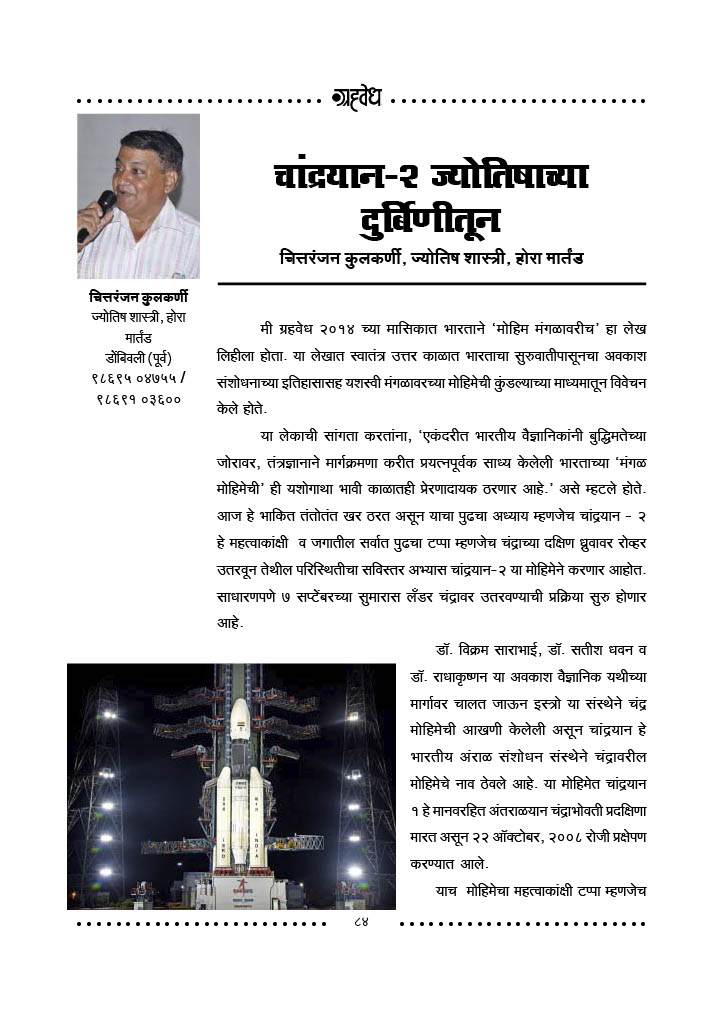 ग्रहवेध
चांद्रयान-२ ज्योतिषाच्या
दुर्बिणीतून
चित्तरंजन कुलकर्णी, ज्योतिष शास्त्री, होरा मार्तंड
चित्तरंजन कुलकर्णी
ज्योतिष शास्त्री, होरा
मार्तंड
डोंबिवली (पूर्व)
९८६९५ ०४७५५ /
९८६९१ ०३६००
मी ग्रहवेध २०१४ च्या मासिकात भारताने ‘मोहिम मंगळावरीच’ हा लेख
लिहीला होता. या लेखात स्वातंत्र उत्तर काळात भारताचा सुरुवातीपासूनचा अवकाश
संशोधनाच्या इतिहासासह यशस्वी मंगळावरच्या मोहिमेची कुंडल्याच्या माध्यमातून विवेचन
केले होते.
या लेकाची सांगता करतांना, ‘एकंदरीत भारतीय वैज्ञानिकांनी बुद्धिमतेच्या
जोरावर, तंत्रज्ञानाने मार्गक्रमणा करीत प्रयत्नपूर्वक साध्य केलेली भारताच्या ‘मंगळ
मोहिमेची’ ही यशोगाथा भावी काळातही प्रेरणादायक ठरणार आहे.’ असे म्हटले होते.
आज हे भाकित तंतोतंत खर ठरत असून याचा पुढचा अध्याय म्हणजेच चांद्रयान – २
हे महत्वाकांक्षी व जगातील सर्वात पुढचा टप्पा म्हणजेच चंद्राच्या दक्षिण ध्रुवावर रोव्हर
उतरवून तेथील परिस्थितीचा सविस्तर अभ्यास चांद्रयान-२ या मोहिमेने करणार आहोत.
साधारणपणे ७ सप्टेंबरच्या सुमारास लँडर चंद्रावर उतरवण्याची प्रक्रिया सुरु होणार
आहे.
डॉ. विक्रम साराभाई, डॉ. सतीश धवन व
डॉ. राधाकृष्णन या अवकाश वैज्ञानिक यथीच्या
मार्गावर चालत जाऊन इस्त्रो या संस्थेने चंद्र
मोहिमेची आखणी केलेली असून चांद्रयान हे
भारतीय अंराळ संशोधन संस्थेने चंद्रावरील
मोहिमेचे नाव ठेवले आहे. या मोहिमेत चांद्रयान
१ हे मानवरहित अंतराळयान चंद्राभोवती प्रदक्षिणा
मारत असून २२ ऑक्टोबर, २००८ रोजी प्रक्षेपण
करण्यात आले.
याच मोहिमेचा महत्वाकांक्षी टप्पा म्हणजेच
INDIA
८४